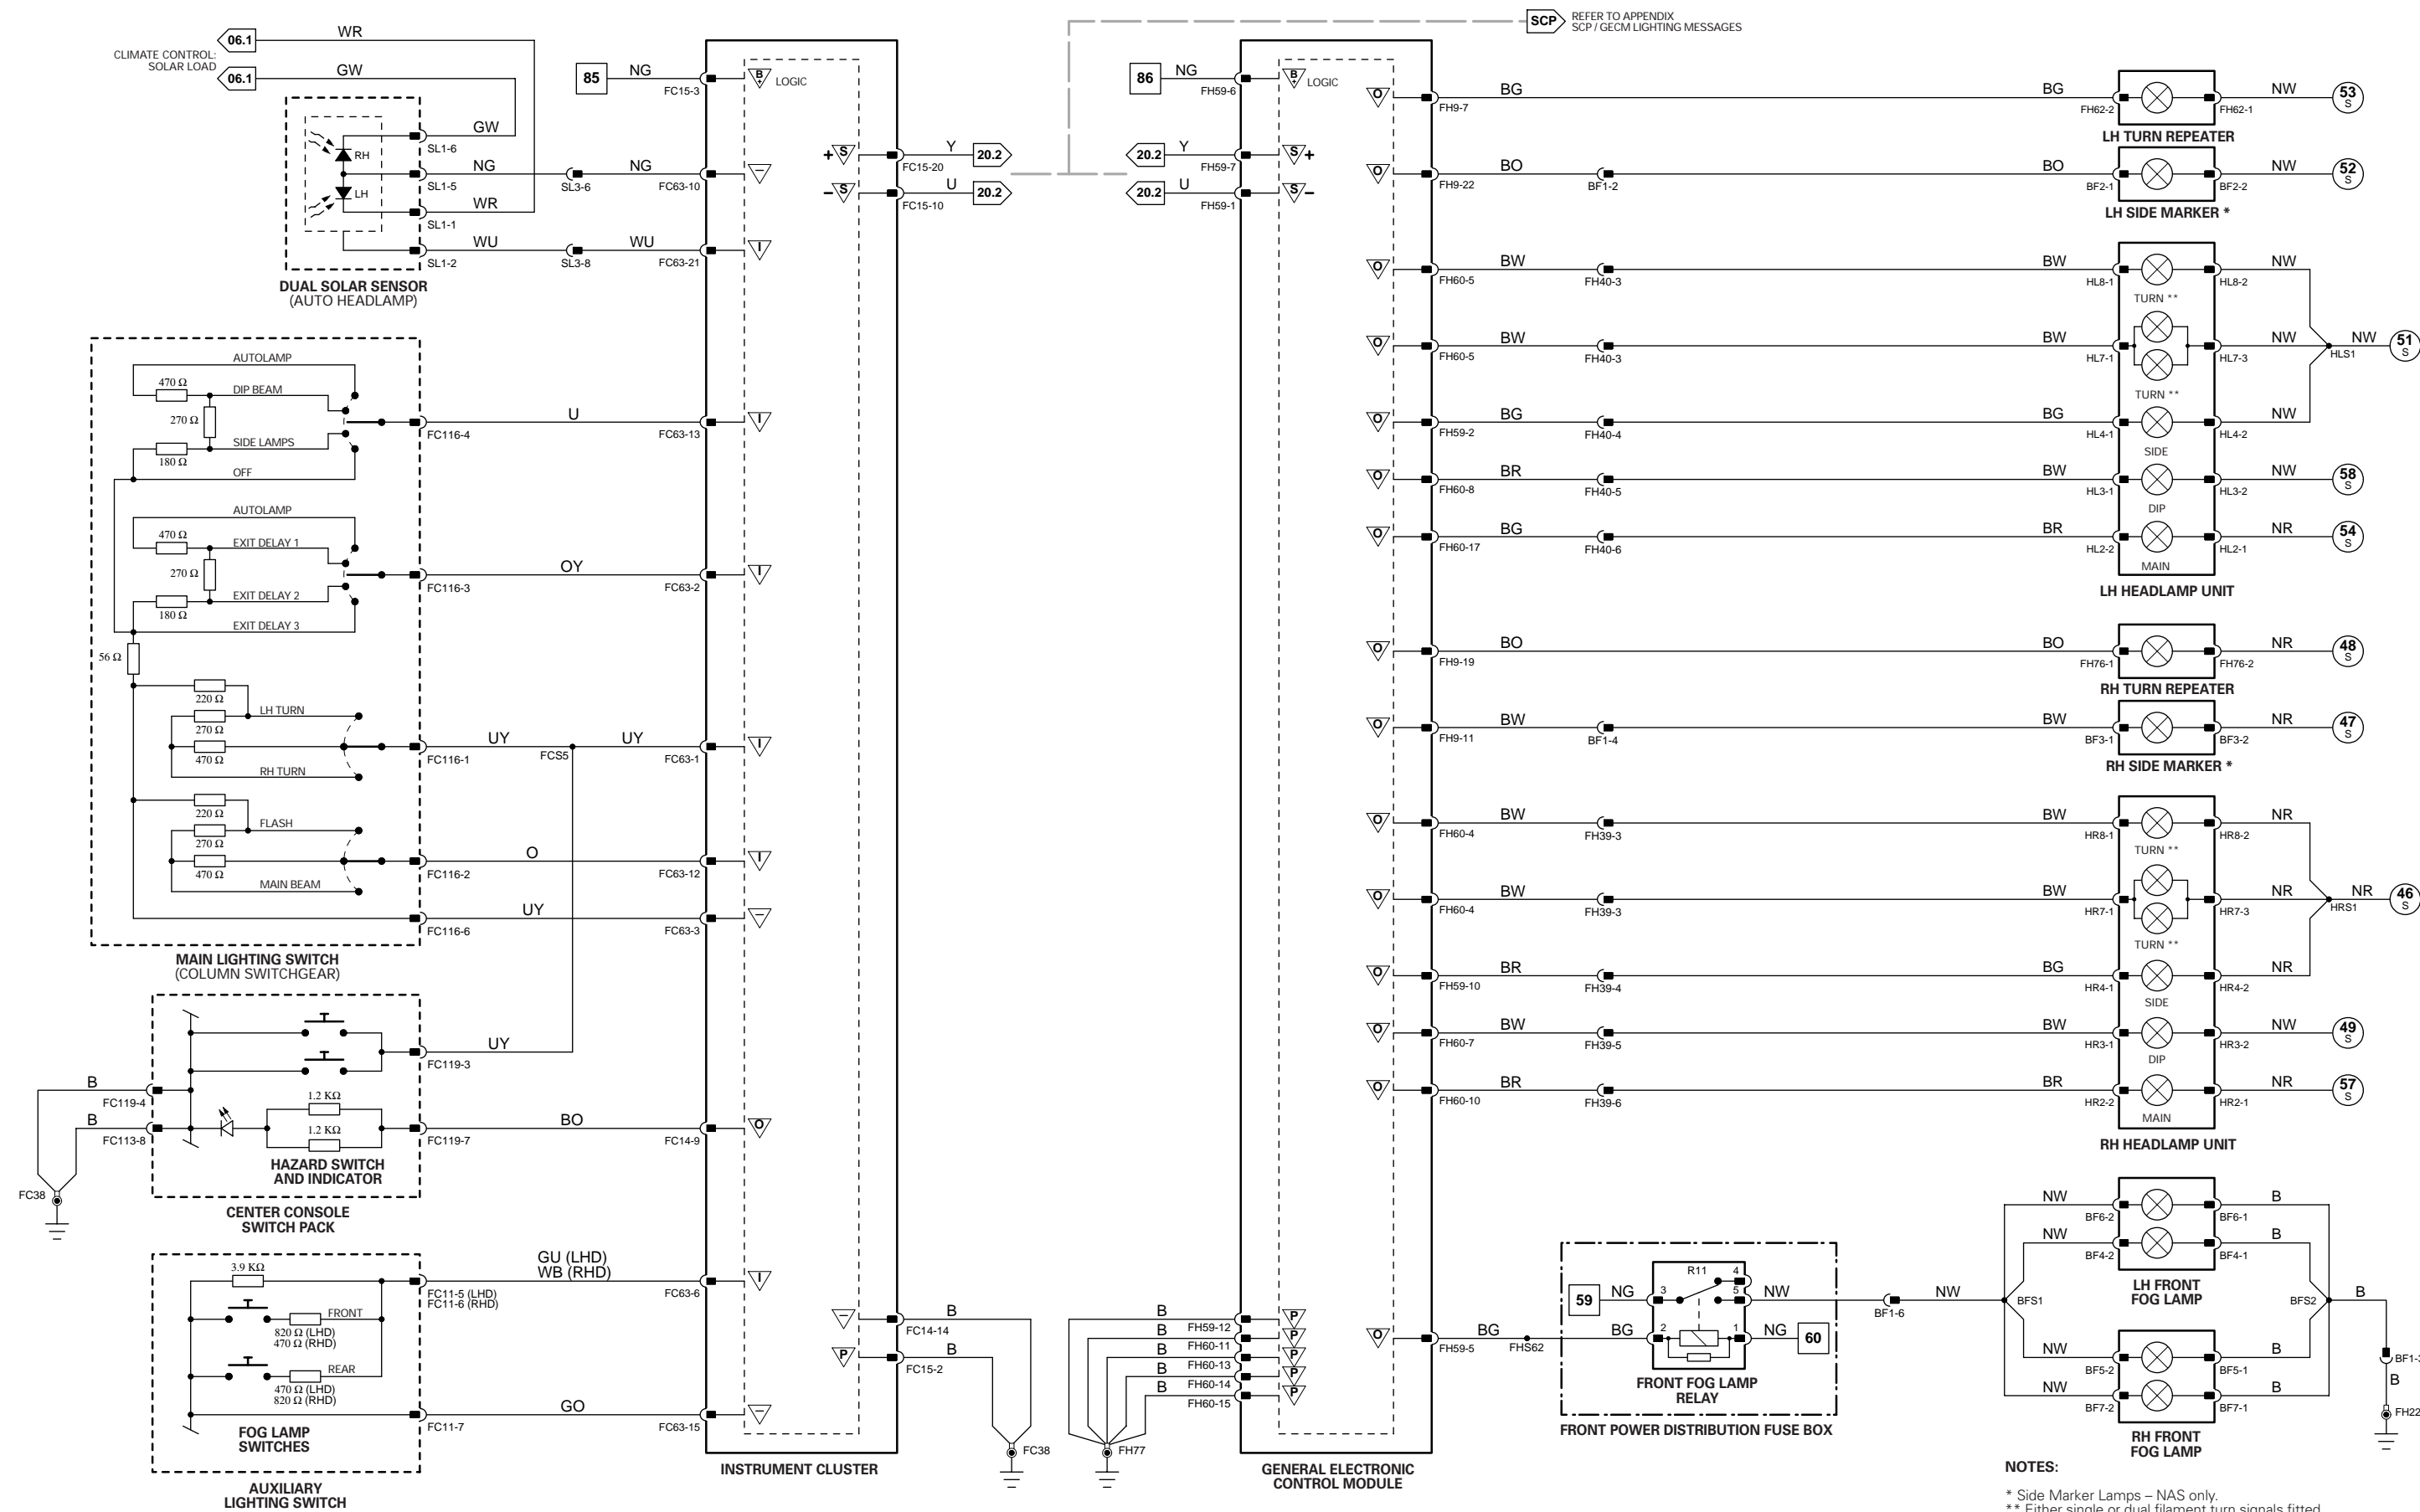 06.1
WR
CLIMATE CONTROL:
SOLAR LOAD
06.1
GW
SCP
REFER TO APPENDIX
SCP / GECM LIGHTING MESSAGES
RH
LH
GW
SL1-6
NG
SL1-5
SL3-6
NG
FC63-10
WR
SL1-1
WU
SL1-2
SL3-8
WU
FC63-21
DUAL SOLAR SENSOR
(AUTO HEADLAMP)
AUTOLAMP
470 Ω
DIP BEAM
270 Ω
SIDE LAMPS
180 Ω
OFF
FC116-4
U
FC63-13
AUTOLAMP
470 Ω
EXIT DELAY 1
270 Ω
EXIT DELAY 2
180 Ω
EXIT DELAY 3
FC116-3
OY
FC63-2
56 Ω
220 Ω
LH TURN
270 Ω
470 Ω
RH TURN
FC116-1
UY
FCS5
UY
FC63-1
220 Ω
FLASH
270 Ω
470 Ω
MAIN BEAM
FC116-2
O
FC63-12
FC116-6
UY
FC63-3
MAIN LIGHTING SWITCH
(COLUMN SWITCHGEAR)
UY
FC119-3
B
FC119-4
B
FC113-8
FC38
1.2 KΩ
1.2 KΩ
FC119-7
BO
FC14-9
HAZARD SWITCH
AND INDICATOR
CENTER CONSOLE
SWITCH PACK
3.9 KΩ
FRONT
820 Ω (LHD)
470 Ω (RHD)
REAR
470 Ω (LHD)
820 Ω (RHD)
FC11-5 (LHD)
FC11-6 (RHD)
GU (LHD)
WB (RHD)
FC63-6
FC11-7
GO
FC63-15
FOG LAMP
SWITCHES
AUXILIARY
LIGHTING SWITCH
85
NG
FC15-3
B
+
LOGIC
–
I
I
I
I
I
–
O
I
–
+
S
FC15-20
Y
20.2
–
S
FC15-10
U
20.2
–
FC14-14
B
P
FC15-2
B
FC38
INSTRUMENT CLUSTER
86
NG
FH59-6
B
+
LOGIC
20.2
Y
FH59-7
S
+
20.2
U
FH59-1
S
–
B
FH59-12
P
B
FH60-11
P
B
FH60-13
P
B
FH60-14
P
B
FH60-15
P
FH77
GENERAL ELECTRONIC
CONTROL MODULE
O
FH9-7
BG
BG
FH62-2
FH62-1
NW
53
S
LH TURN REPEATER
O
FH9-22
BO
BF1-2
BO
BF2-1
BF2-2
NW
52
S
LH SIDE MARKER *
O
FH60-5
BW
FH40-3
BW
HL8-1
HL8-2
NW
TURN **
O
FH60-5
BW
FH40-3
BW
HL7-1
HL7-3
NW
HLS1
NW
51
S
TURN **
O
FH59-2
BG
FH40-4
BG
HL4-1
HL4-2
NW
SIDE
O
FH60-8
BR
FH40-5
BW
HL3-1
HL3-2
NW
58
S
DIP
O
FH60-17
BG
FH40-6
BR
HL2-2
HL2-1
NR
54
S
MAIN
LH HEADLAMP UNIT
O
FH9-19
BO
BO
FH76-1
FH76-2
NR
48
S
RH TURN REPEATER
O
FH9-11
BW
BF1-4
BW
BF3-1
BF3-2
NR
47
S
RH SIDE MARKER *
O
FH60-4
BW
FH39-3
BW
HR8-1
HR8-2
NR
TURN **
O
FH60-4
BW
FH39-3
BW
HR7-1
HR7-3
NR
HRS1
NR
46
S
TURN **
O
FH59-10
BR
FH39-4
BG
HR4-1
HR4-2
NR
SIDE
O
FH60-7
BW
FH39-5
BW
HR3-1
HR3-2
NW
49
S
DIP
O
FH60-10
BR
FH39-6
BR
HR2-2
HR2-1
NR
57
S
MAIN
RH HEADLAMP UNIT
O
FH59-5
BG
FHS62
BG
59
NG
R11
3
4
5
2
1
NW
NG
60
FRONT FOG LAMP
RELAY
FRONT POWER DISTRIBUTION FUSE BOX
BF1-6
NW
BFS1
NW
BF6-2
BF6-1
B
NW
BF4-2
BF4-1
B
LH FRONT
FOG LAMP
BFS2
B
NW
BF5-2
BF5-1
B
NW
BF7-2
BF7-1
B
RH FRONT
FOG LAMP
BF1-3
B
FH22
NOTES:
* Side Marker Lamps – NAS only.
** Either single or dual filament turn signals fitted.